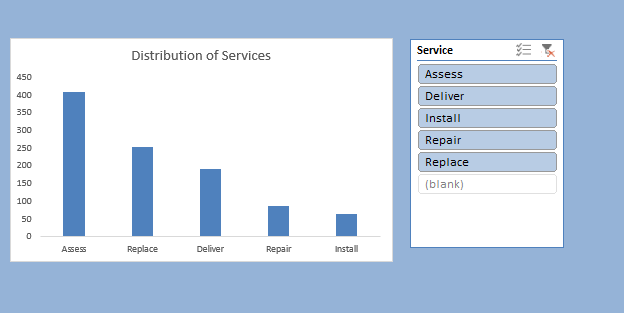 Distribution of Services
450
400
350
300
250
200
150
100
50
0
Assess Replace Deliver Repair Install
Service
Assess
Deliver
Install
Repair
Replace
(blank)